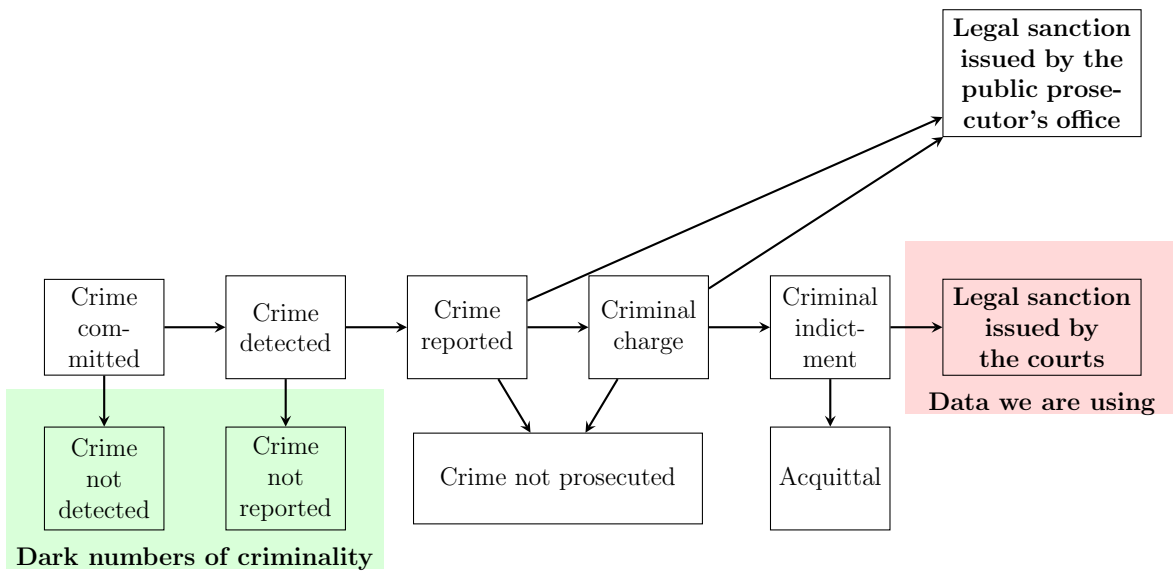 Legal sanction
issued by the
public prose-
cutor's office
Crime
com-
mitted
Crime
detected
Crime
reported
Criminal
charge
Criminal
indict-
ment
Legal sanction
issued by
the courts
Data we are using
Crime
not
detected
Crime
not
reported
Crime not prosecuted
Acquittal
Dark numbers of criminality